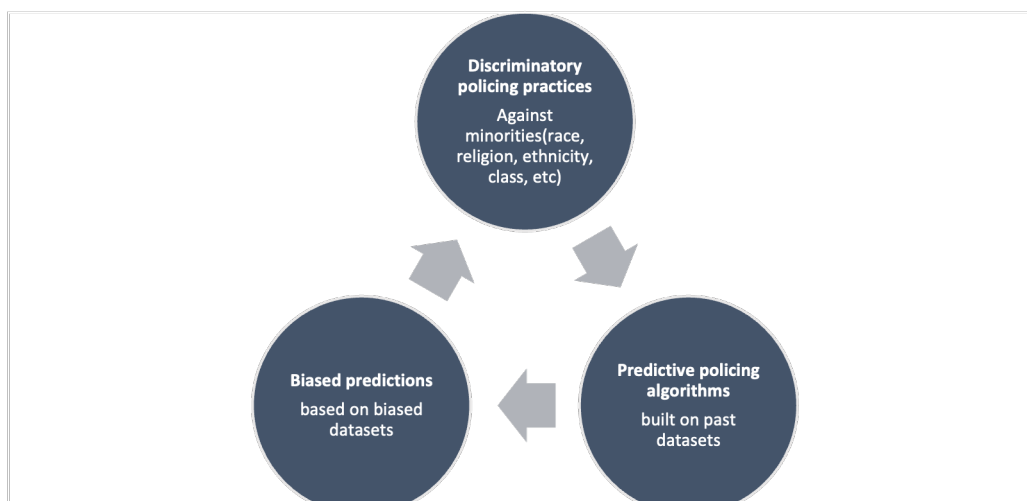 Discriminatory
policing practices
Against
minorities(race,
religion, ethnicity,
class, etc)
Predictive policing
algorithms
built on past
datasets
Biased predictions
based on biased
datasets